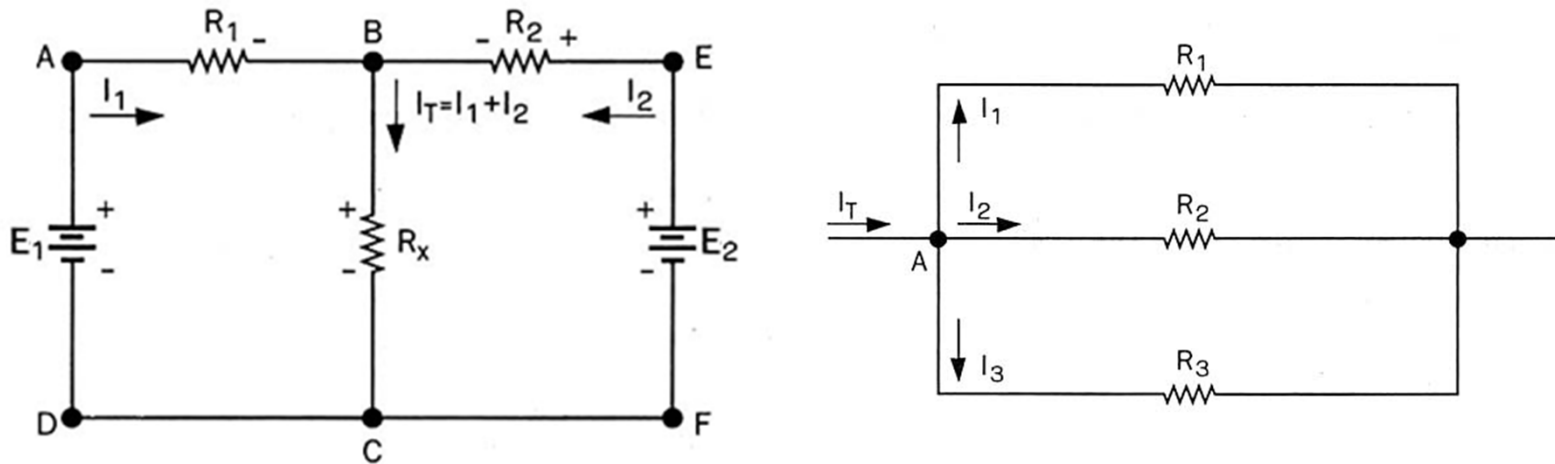 R1 -
A
B
- R2 +
E
I1
IT=I1+I2
I2
+
E1
-
+
Rx
-
+
E2
-
D
C
F
R1
I1
IT
I2
R2
A
I3
R3